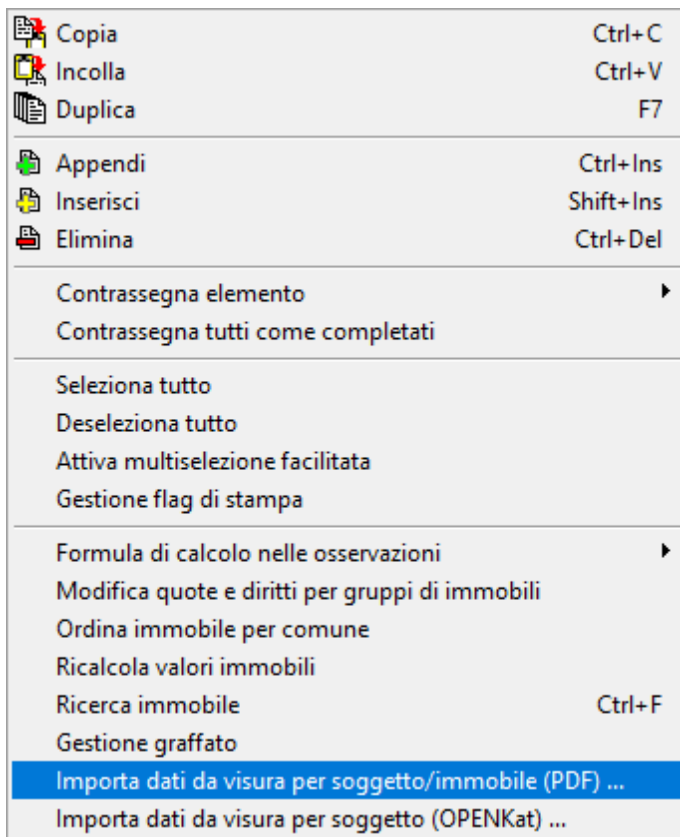 Copia Ctrl+C
Incolla Ctrl+V
Duplica F7
Appendi Ctrl+Ins
Inserisci Shift+Ins
Elimina Ctrl+Del
Contrassegna elemento
Contrassegna tutti come completati
Seleziona tutto
Deseleziona tutto
Attiva multiselezione facilitata
Gestione flag di stampa
Formula di calcolo nelle osservazioni
Modifica quote e diritti per gruppi di immobili
Ordina immobile per comune
Ricalcola valori immobili
Ricerca immobile Ctrl+F
Gestione graffato
Importa dati da visura per soggetto/immobile (PDF) ...
Importa dati da visura per soggetto (OPENKat) ...